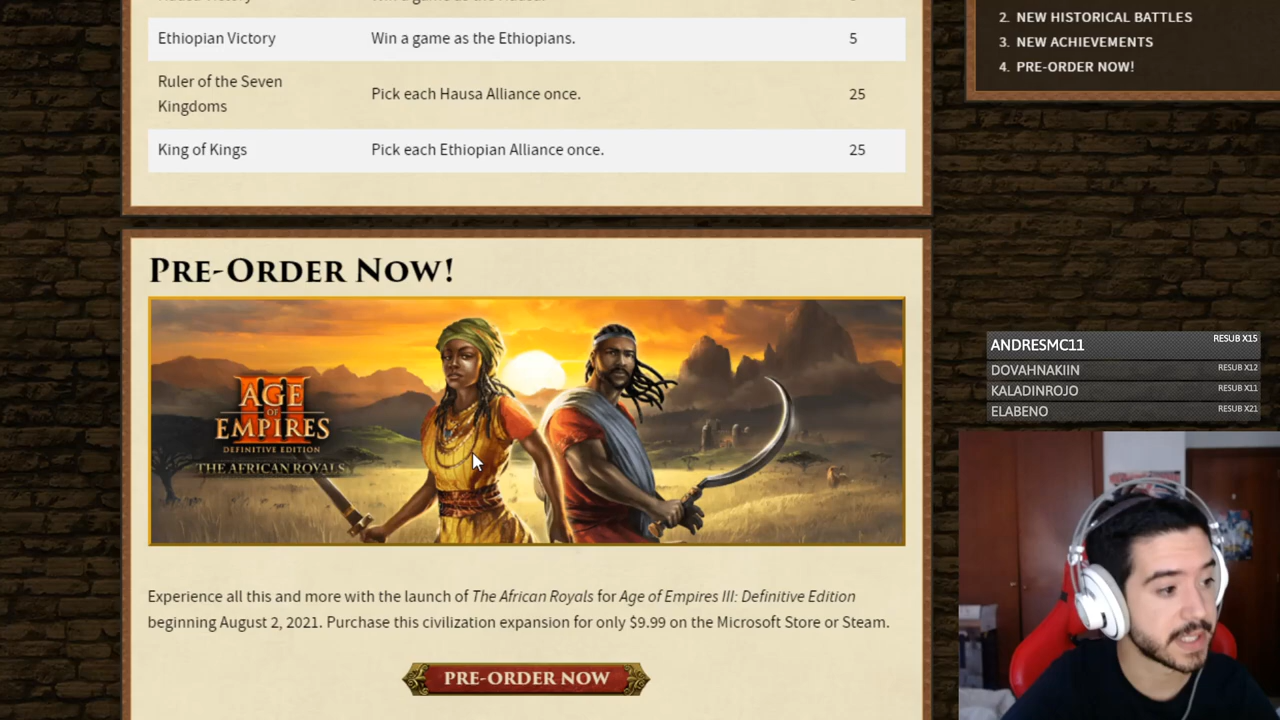 Ethiopian Victory Win a game as the Ethiopians. 5
Ruler of the Seven
Kingdoms Pick each Hausa Alliance once. 25
King of Kings Pick each Ethiopian Alliance once. 25
2. NEW HISTORICAL BATTLES
3. NEW ACHIEVEMENTS
4. PRE-ORDER NOW!
PRE-ORDER NOW!
AGE
OF
EMPIRES
III
DEFINITIVE EDITION
THE AFRICAN ROYALS
Experience all this and more with the launch of The African Royals for Age of Empires III: Definitive Edition
beginning August 2, 2021. Purchase this civilization expansion for only $9.99 on the Microsoft Store or Steam.
PRE-ORDER NOW
ANDRESMC11 RESUB X15
DOVAHNAKIIN RESUB X12
KALADINROJO RESUB X11
ELABENO RESUB X21